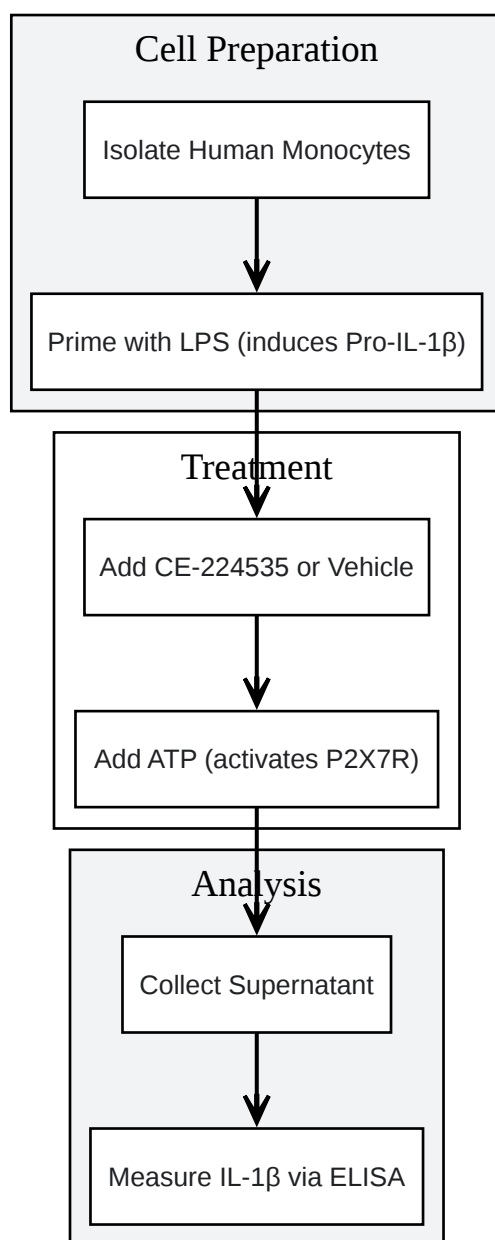 Cell Preparation
Isolate Human Monocytes
Prime with LPS (induces Pro-IL-1β)
Treatment
Add CE-224535 or Vehicle
Add ATP (activates P2X7R)
Analysis
Collect Supernatant
Measure IL-1β via ELISA